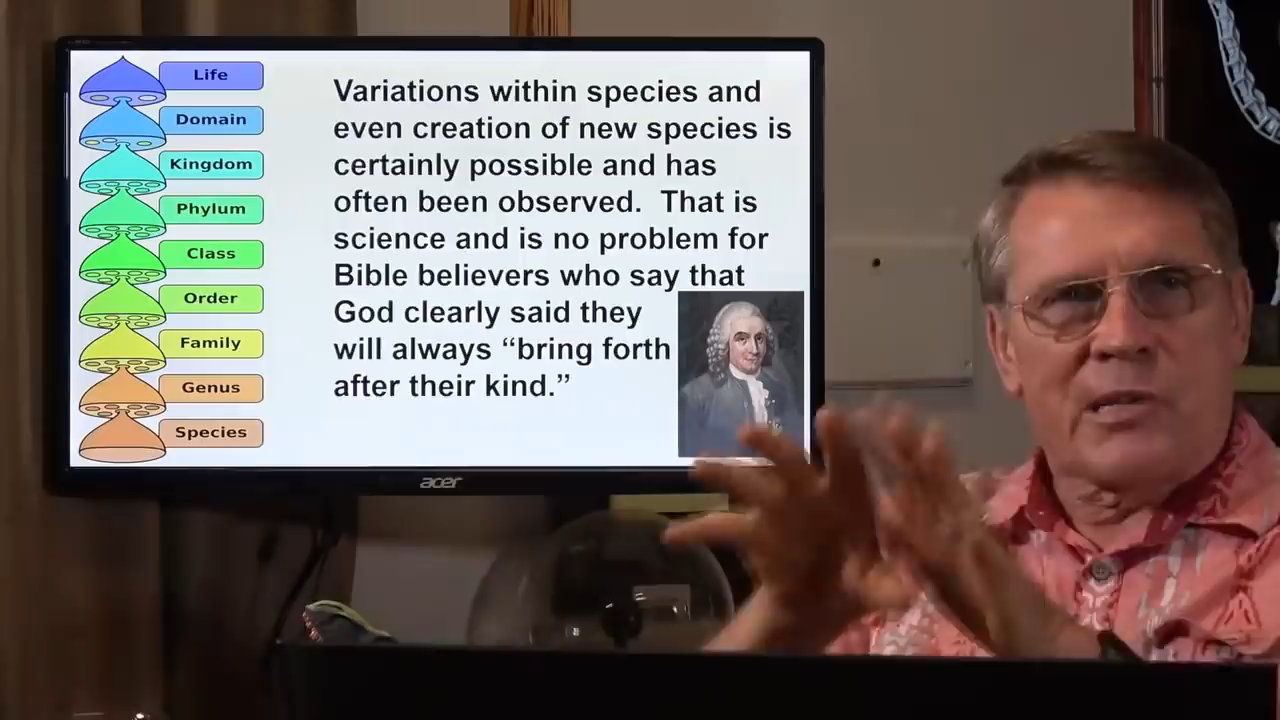 Life
Domain
Kingdom
Phylum
Class
Order
Family
Genus
Species
Variations within species and
even creation of new species is
certainly possible and has
often been observed.  That is
science and is no problem for
Bible believers who say that
God clearly said they
will always “bring forth
after their kind.”
acer